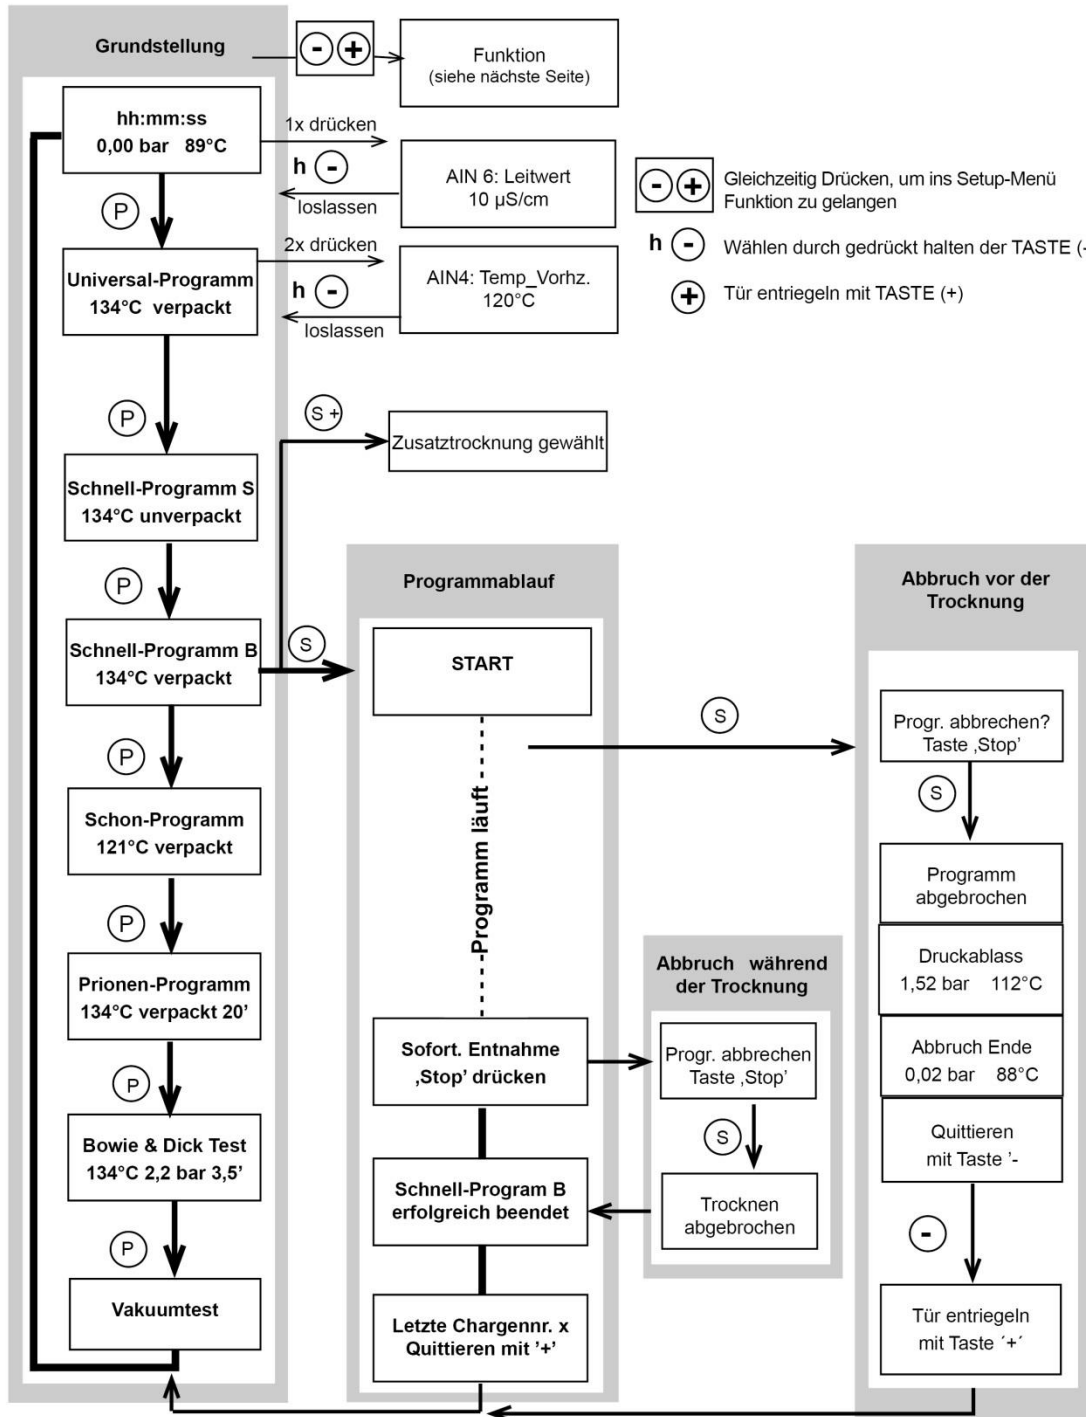 Grundstellung
- +
Funktion
(siehe nächste Seite)
hh:mm:ss
0,00 bar 89°C
1x drücken
h -
loslassen
AIN 6: Leitwert
10 µS/cm
- +
Gleichzeitig Drücken, um ins Setup-Menü
Funktion zu gelangen
h -
Wählen durch gedrückt halten der TASTE (-
+
Tür entriegeln mit TASTE (+)
P
Universal-Programm
134°C verpackt
2x drücken
h -
loslassen
AIN4: Temp_Vorhz.
120°C
P
S +
Zusatztrocknung gewählt
Schnell-Programm S
134°C unverpackt
P
Schnell-Programm B
134°C verpackt
S
P
Schon-Programm
121°C verpackt
P
Prionen-Programm
134°C verpackt 20’
P
Bowie & Dick Test
134°C 2,2 bar 3,5’
P
Vakuumtest
Programmablauf
START
Programm läuft
Sofort. Entnahme
‚Stop’ drücken
Schnell-Program B
erfolgreich beendet
Letzte Chargennr. x
Quittieren mit ’+’
Abbruch während
der Trocknung
Progr. abbrechen
Taste ‚Stop’
S
Trocknen
abgebrochen
S
Abbruch vor der
Trocknung
Progr. abbrechen?
Taste ‚Stop’
S
Programm
abgebrochen
Druckablass
1,52 bar 112°C
Abbruch Ende
0,02 bar 88°C
Quittieren
mit Taste ’-
-
Tür entriegeln
mit Taste ´+´